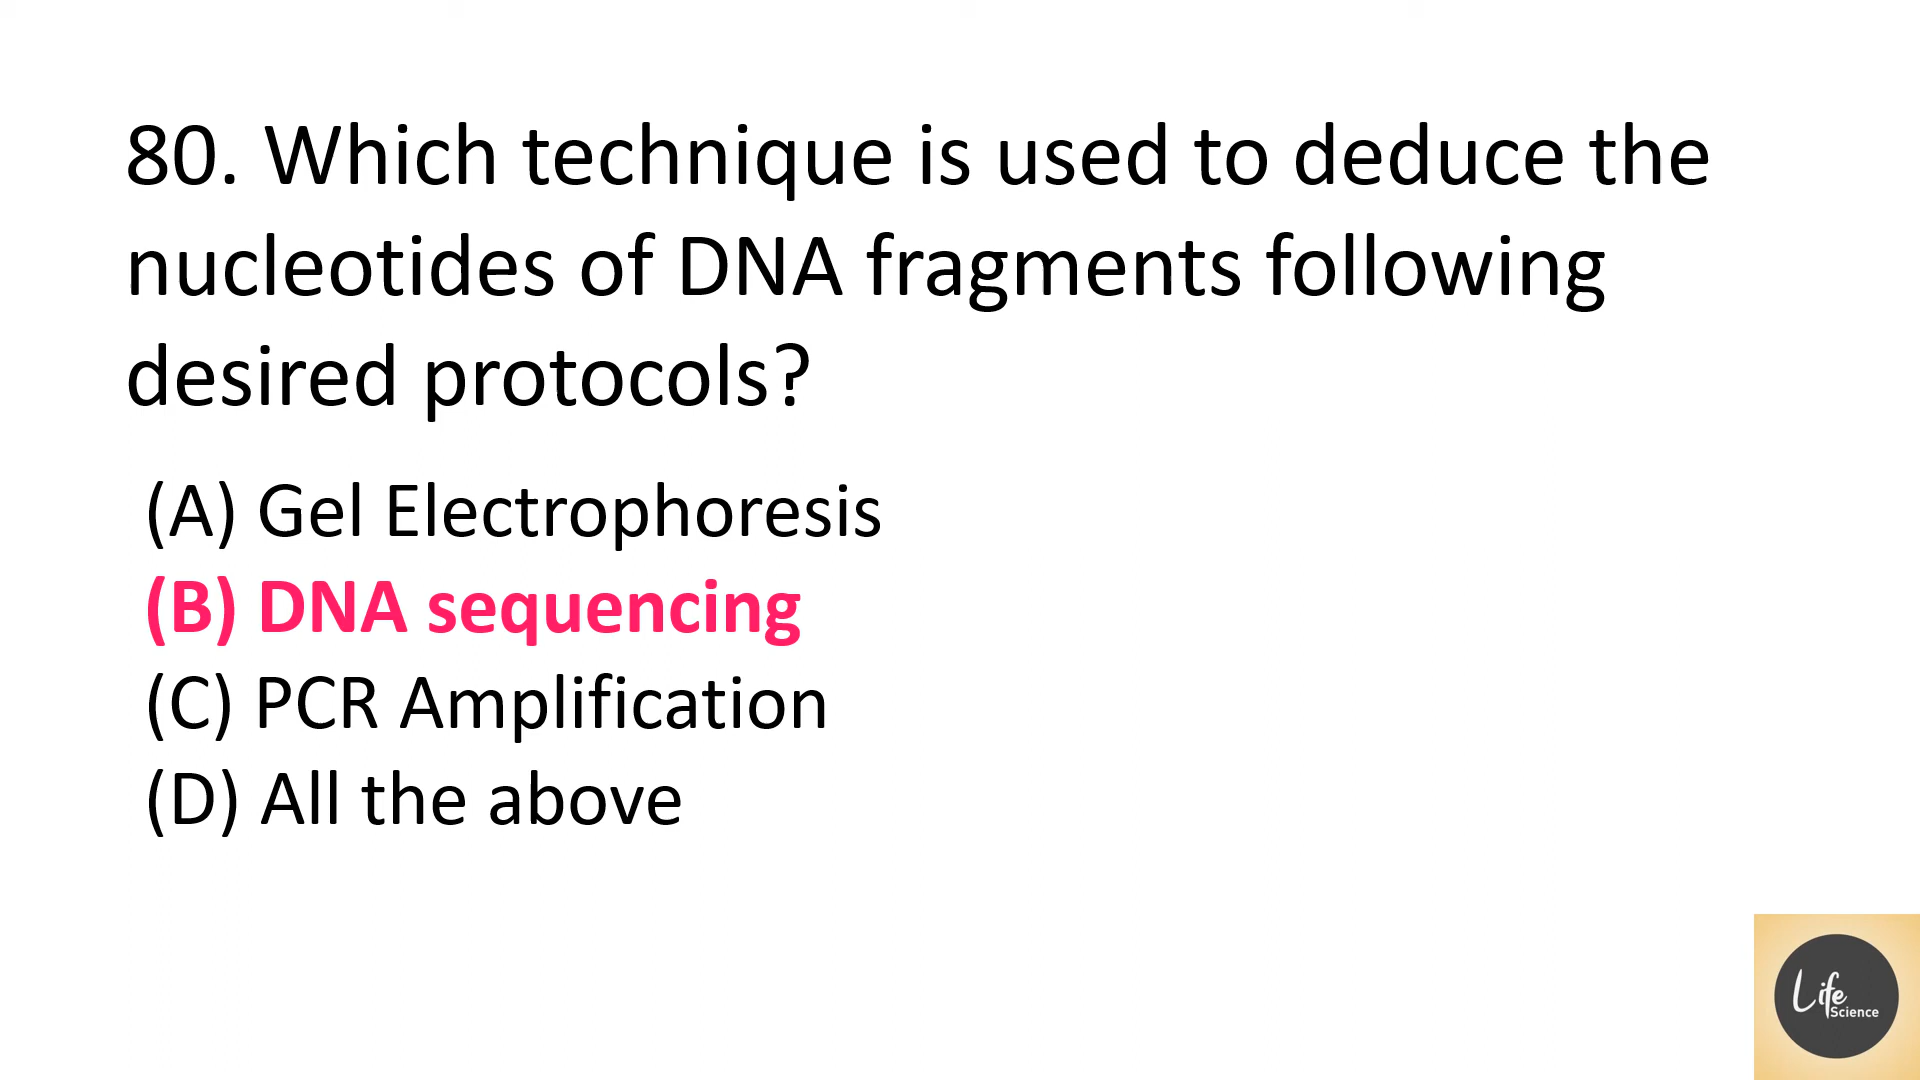 80. Which technique is used to deduce the
nucleotides of DNA fragments following
desired protocols?
(A) Gel Electrophoresis
(B) DNA sequencing
(C) PCR Amplification
(D) All the above
Life
Science